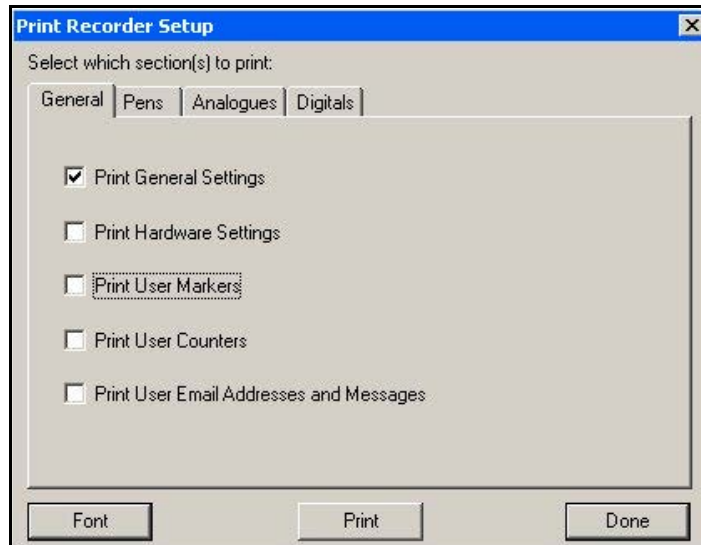 Print Recorder Setup
Select which section(s) to print:
General Pens Analogues Digitals
Print General Settings
Print Hardware Settings
Print User Markers
Print User Counters
Print User Email Addresses and Messages
Font Print Done